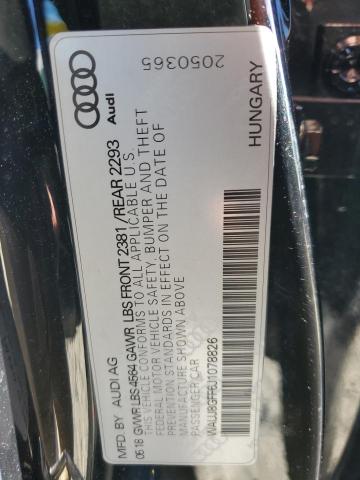 Audi
2050365
MFD. BY AUDI AG
05.18 GVWR LBS 4564 GAWR LBS FRONT 2381/REAR 2293
THIS VEHICLE CONFORMS TO ALL APPLICABLE U.S.
FEDERAL MOTOR VEHICLE SAFETY, BUMPER AND THEFT
PREVENTION STANDARDS IN EFFECT ON THE DATE OF
MANUFACTURE SHOWN ABOVE
PASSENGER CAR
HUNGARY